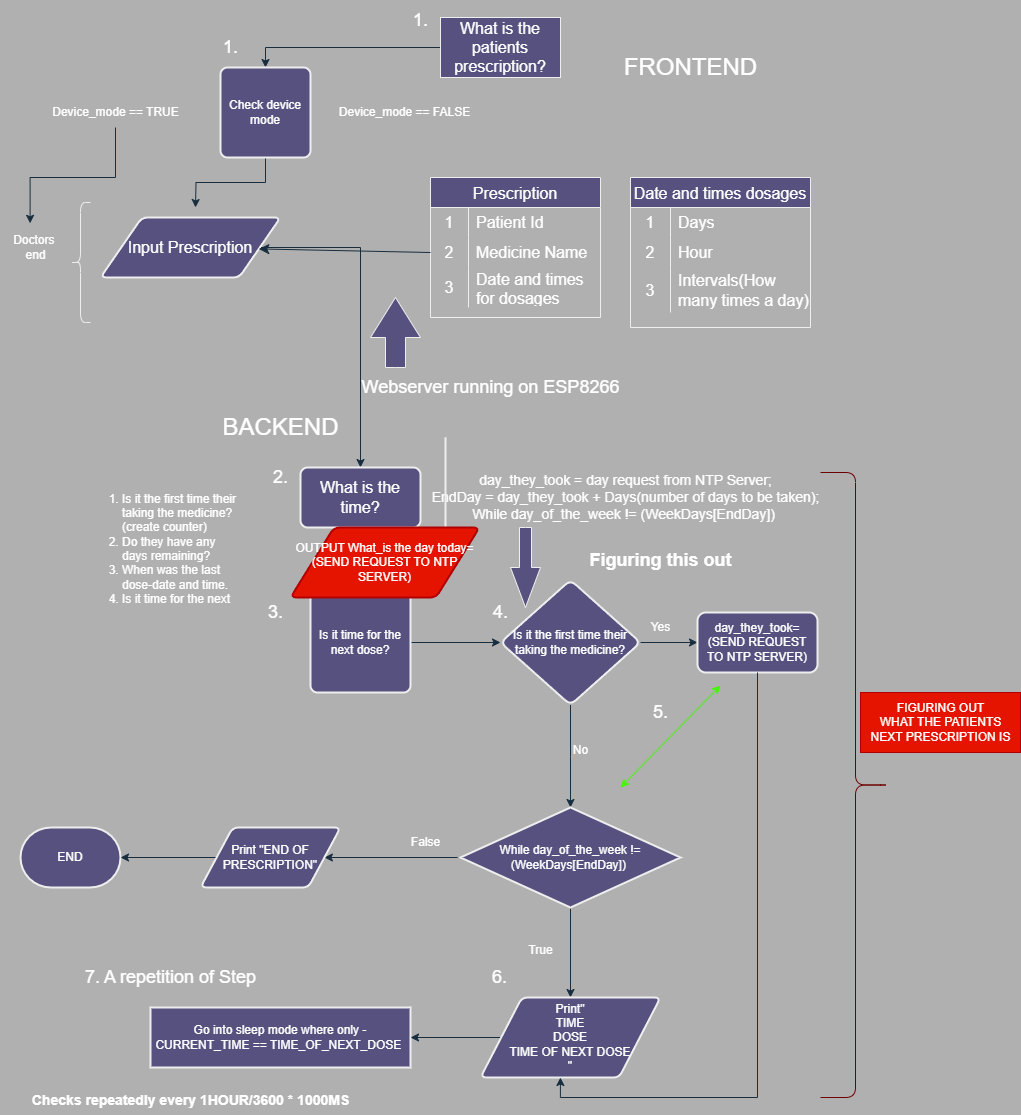 1.
What is the
patients
prescription?
FRONTEND
1.
Check device
mode
Device_mode == TRUE
Device_mode == FALSE
Doctors
end
Input Prescription
Prescription
1 Patient Id
2 Medicine Name
3 Date and times
for dosages
Date and times dosages
1 Days
2 Hour
3 Intervals(How
many times a day)
Webserver running on ESP8266
BACKEND
2.
What is the
time?
1. Is it the first time their
taking the medicine?
(create counter)
2. Do they have any
days remaining?
3. When was the last
dose-date and time.
4. Is it time for the next
day_they_took = day request from NTP Server;
EndDay = day_they_took + Days(number of days to be taken);
While day_of_the_week != (WeekDays[EndDay])
OUTPUT What_is the day today=
(SEND REQUEST TO NTP
SERVER)
Figuring this out
3.
Is it time for the
next dose?
4.
Is it the first time their
taking the medicine?
Yes
day_they_took=
(SEND REQUEST
TO NTP SERVER)
5.
No
FIGURING OUT
WHAT THE PATIENTS
NEXT PRESCRIPTION IS
While day_of_the_week !=
(WeekDays[EndDay])
False
Print "END OF
PRESCRIPTION"
END
True
7. A repetition of Step
6.
Print"
TIME
DOSE
TIME OF NEXT DOSE
"
Go into sleep mode where only -
CURRENT_TIME == TIME_OF_NEXT_DOSE
Checks repeatedly every 1HOUR/3600 * 1000MS